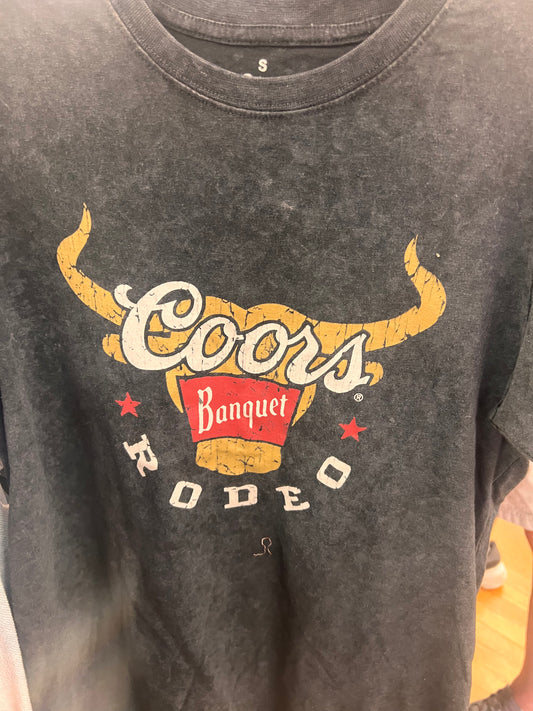 S
Coors
®
Banquet
RODEO